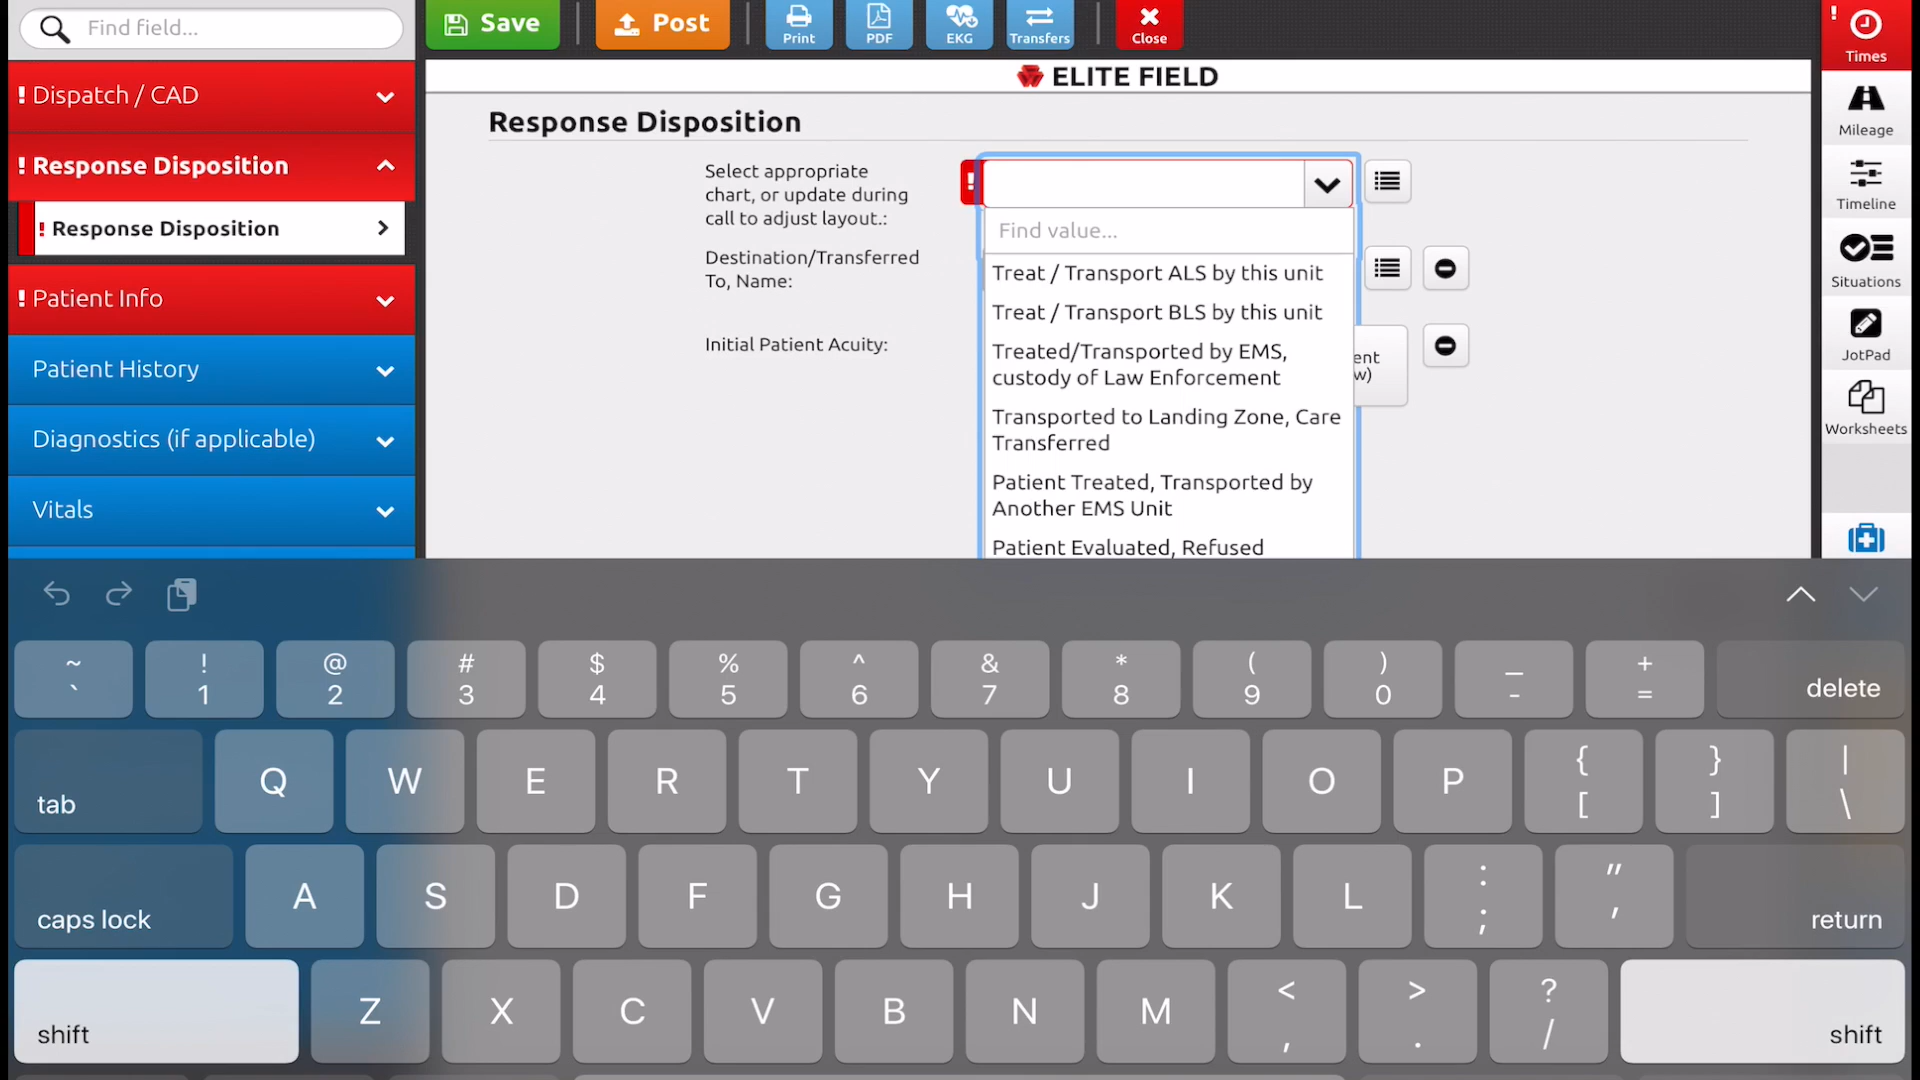 Find field...
Save
Post
Print
PDF
EKG
Transfers
Close
! Times
ELITE FIELD
! Dispatch / CAD
Response Disposition
Mileage
! Response Disposition
Select appropriate
chart, or update during
call to adjust layout.:
!
Timeline
! Response Disposition
Find value...
Destination/Transferred
To, Name:
Treat / Transport ALS by this unit
Situations
! Patient Info
Treat / Transport BLS by this unit
Initial Patient Acuity:
Treated/Transported by EMS,
custody of Law Enforcement
ent
w)
JotPad
Patient History
Transported to Landing Zone, Care
Transferred
Worksheets
Diagnostics (if applicable)
Patient Treated, Transported by
Another EMS Unit
Vitals
Patient Evaluated, Refused
~ ! @ # $ % ^ & * ( ) _ +
` 1 2 3 4 5 6 7 8 9 0 - = delete
tab Q W E R T Y U I O P { } |
[ ] \
caps lock A S D F G H J K L : "
; ' return
shift Z X C V B N M < > ?
, . / shift